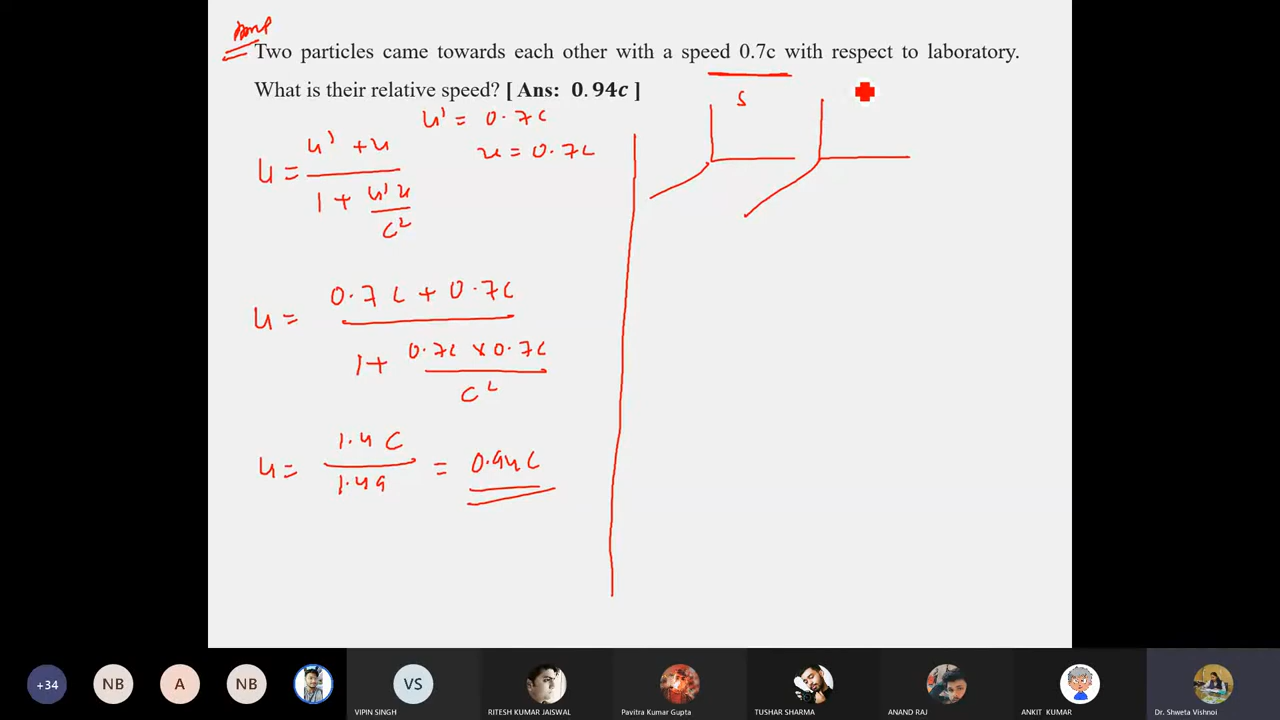 Imp
Two particles came towards each other with a speed 0.7c with respect to laboratory.
What is their relative speed? [ Ans: 0.94c ]
u' = 0.7c
v = 0.7c
u = u' + v / 1 + u'v / c²
S
u = 0.7c + 0.7c / 1 + 0.7c x 0.7c / c²
u = 1.4 c / 1.49 = 0.94c
+34
NB
A
NB
VS
VIPIN SINGH
RITESH KUMAR JAISWAL
Pavitra Kumar Gupta
TUSHAR SHARMA
ANAND RAJ
ANKIT KUMAR
Dr. Shweta Vishnoi